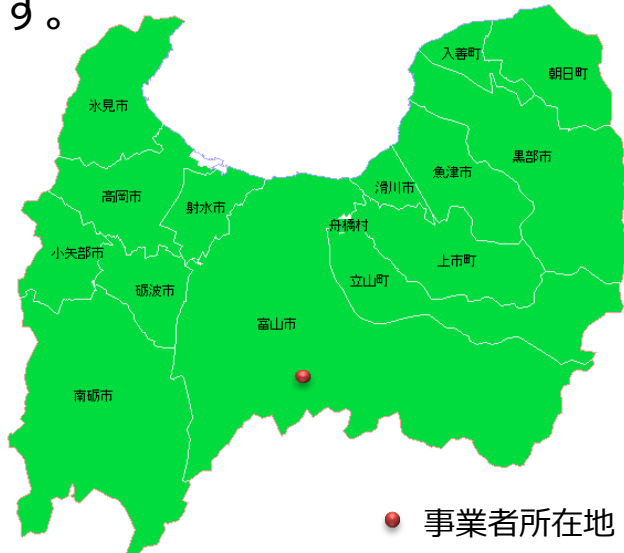 す。
入善町
朝日町
氷見市
黒部市
魚津市
滑川市
高岡市
射水市
舟橋村
小矢部市
上市町
立山町
砺波市
富山市
南砺市
事業者所在地